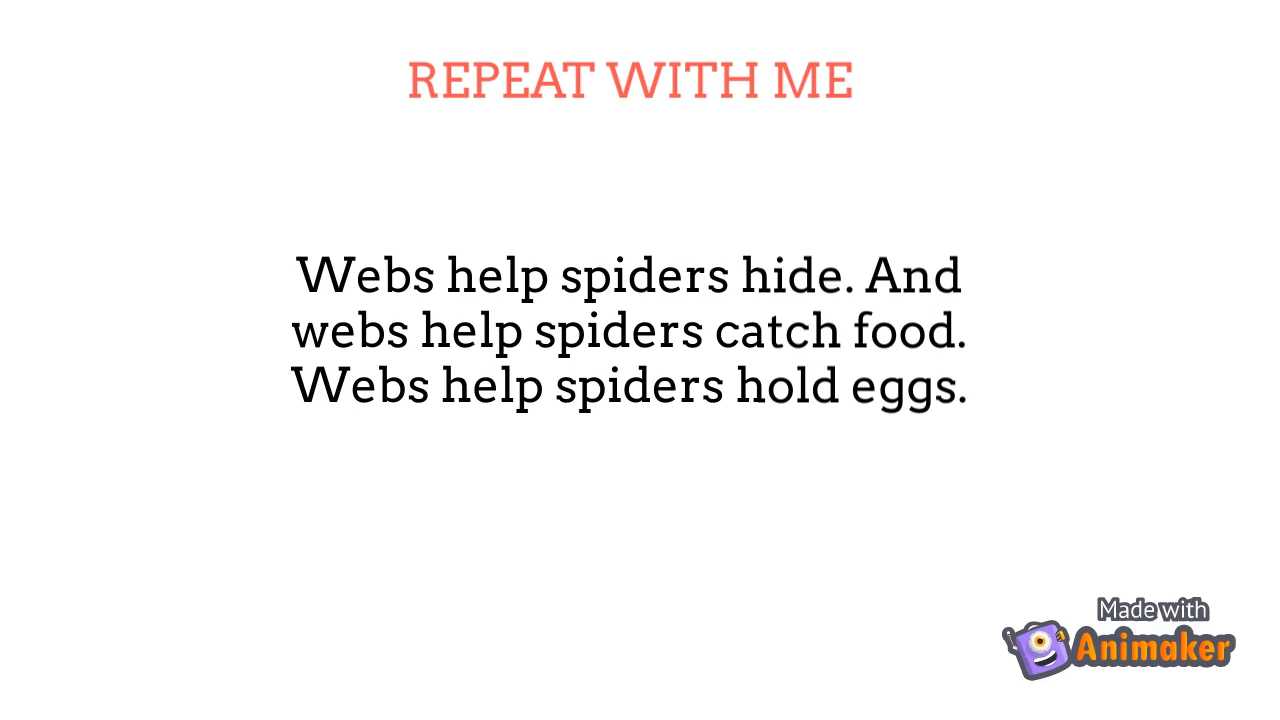 REPEAT WITH ME
Webs help spiders hide. And
webs help spiders catch food.
Webs help spiders hold eggs.
Made with
Animaker